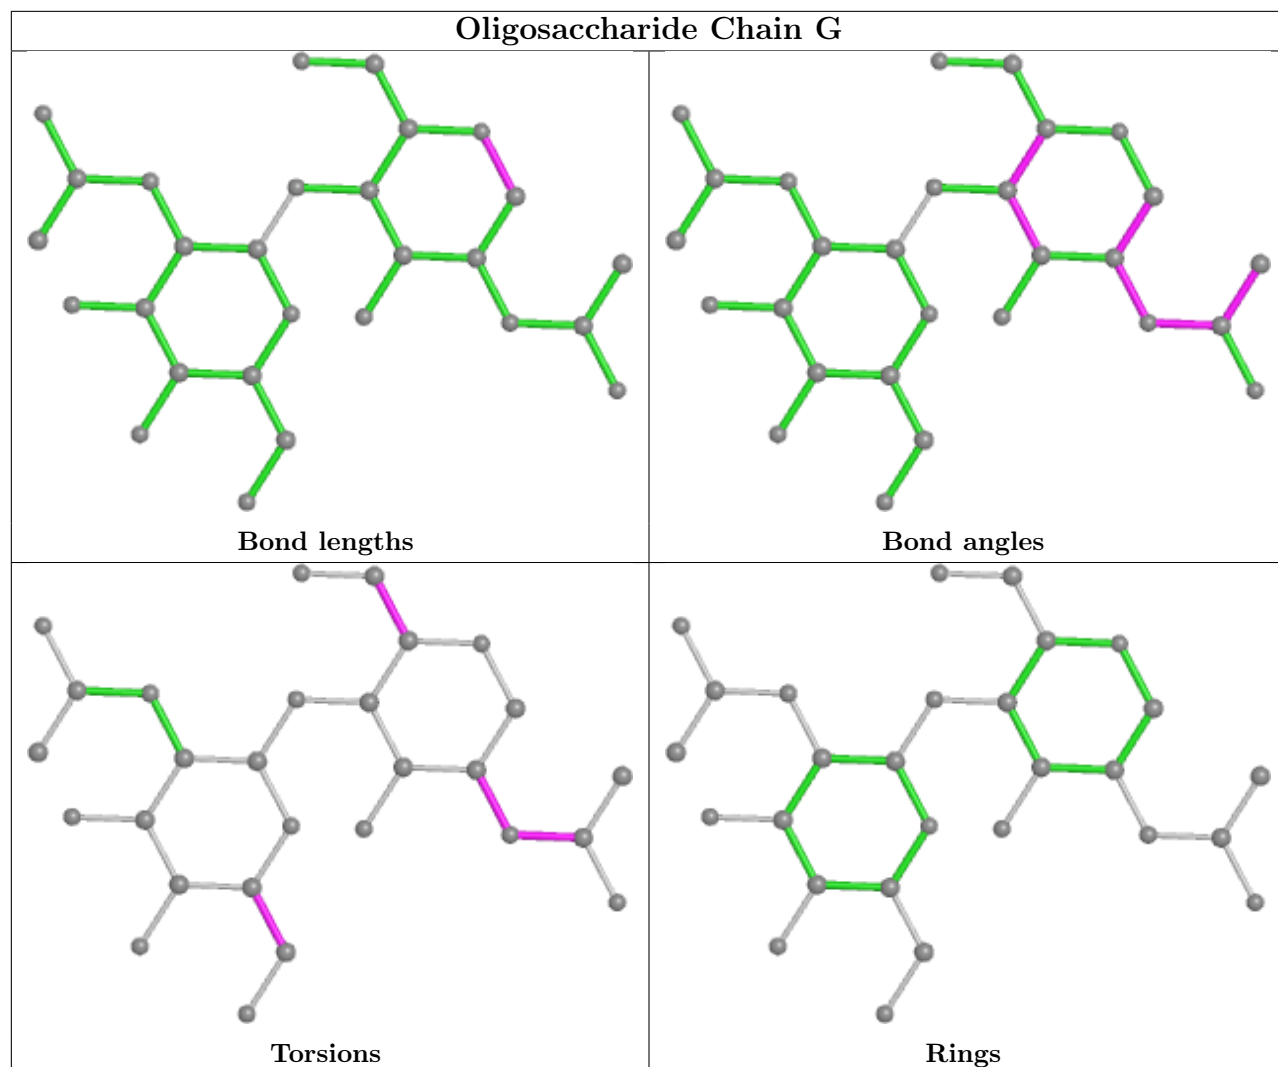 Oligosaccharide Chain G
Bond lengths
Bond angles
Torsions
Rings